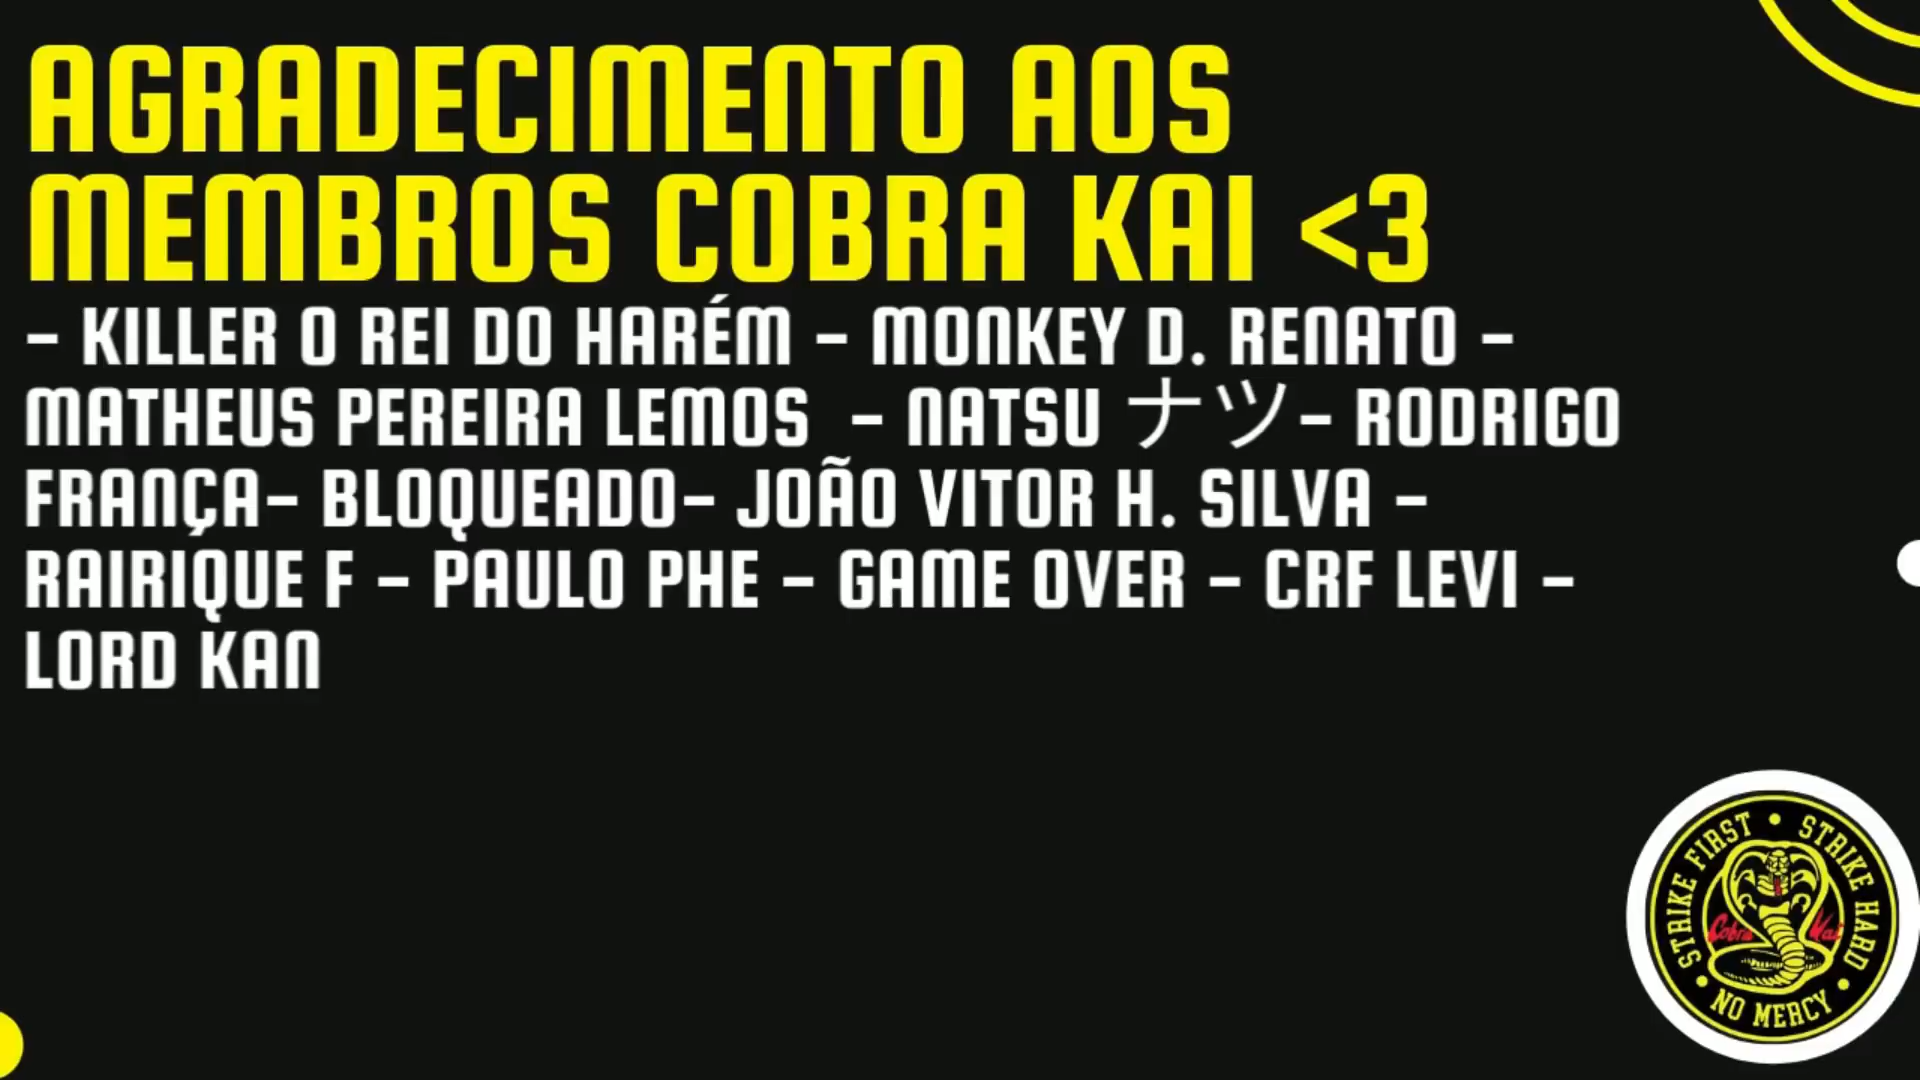 AGRADECIMENTO AOS
MEMBROS COBRA KAI <3
- KILLER O REI DO HARÉM - MONKEY D. RENATO -
MATHEUS PEREIRA LEMOS - NATSU ナツ- RODRIGO
FRANÇA- BLOQUEADO- JOÃO VITOR H. SILVA -
RAIRIQUE F - PAULO PHE - GAME OVER - CRF LEVI -
LORD KAN
STRIKE FIRST • STRIKE HARD • NO MERCY •
Cobra Kai